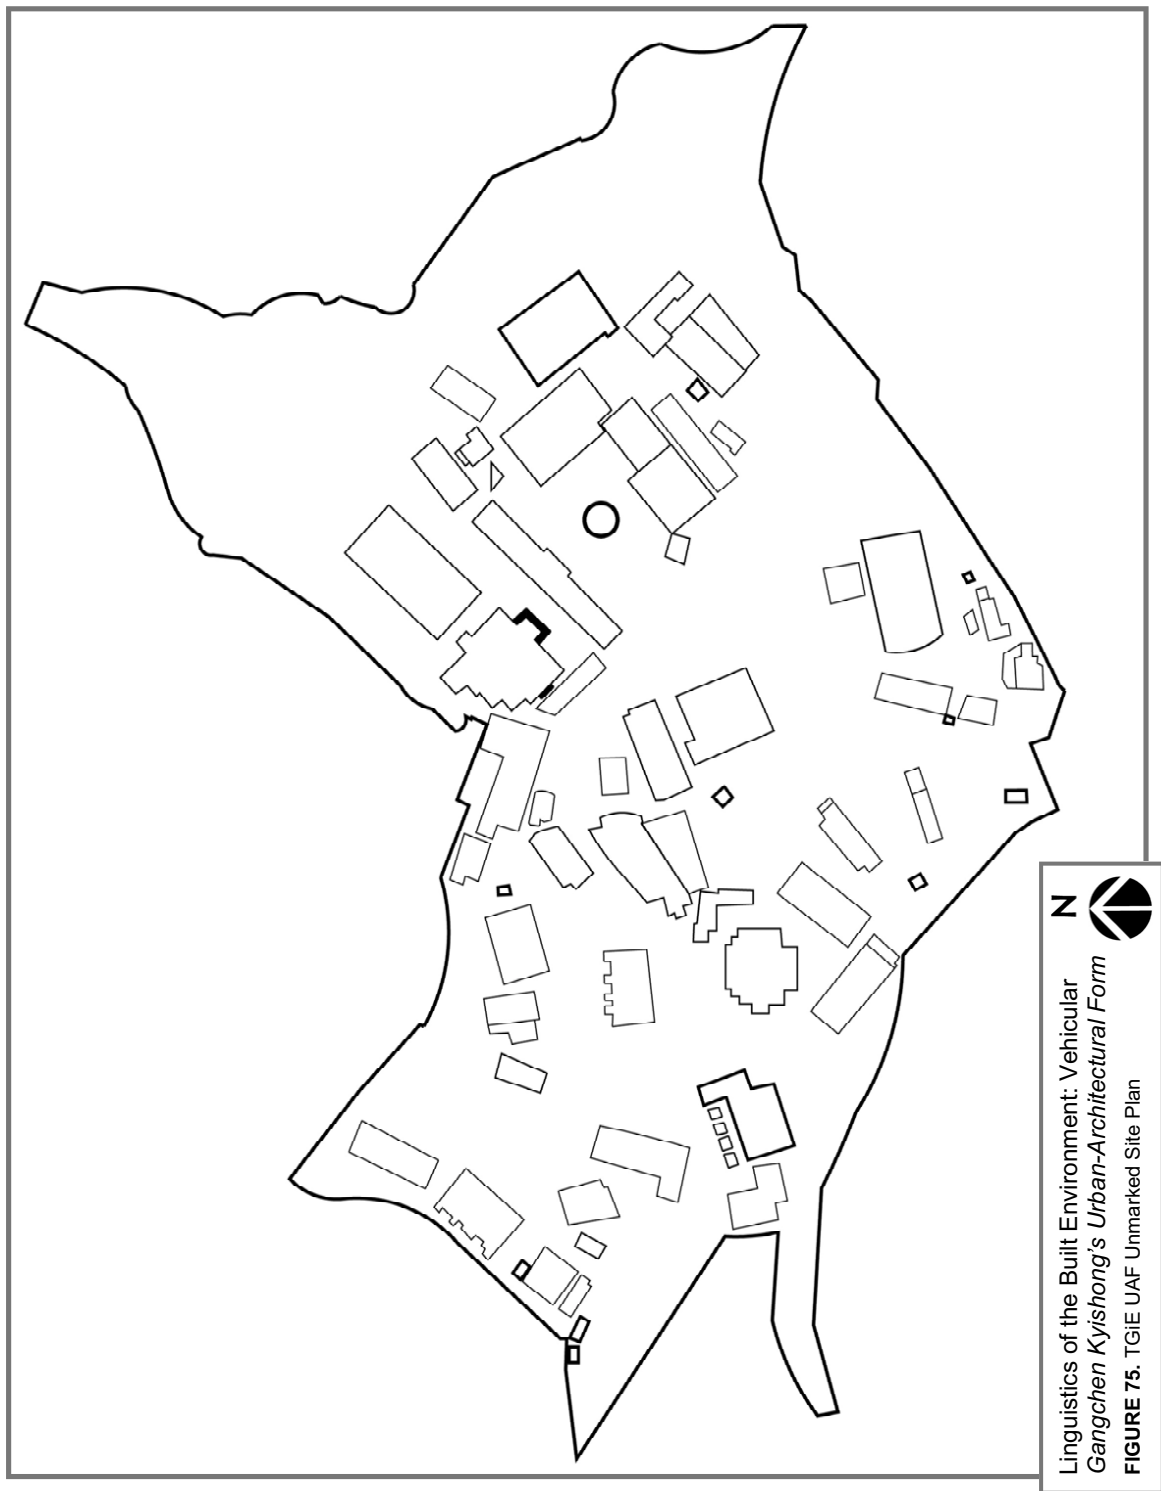 N
Linguistics of the Built Environment: Vehicular
Gangchen Kyishong's Urban-Architectural Form
FIGURE 75. TGiE UAF Unmarked Site Plan